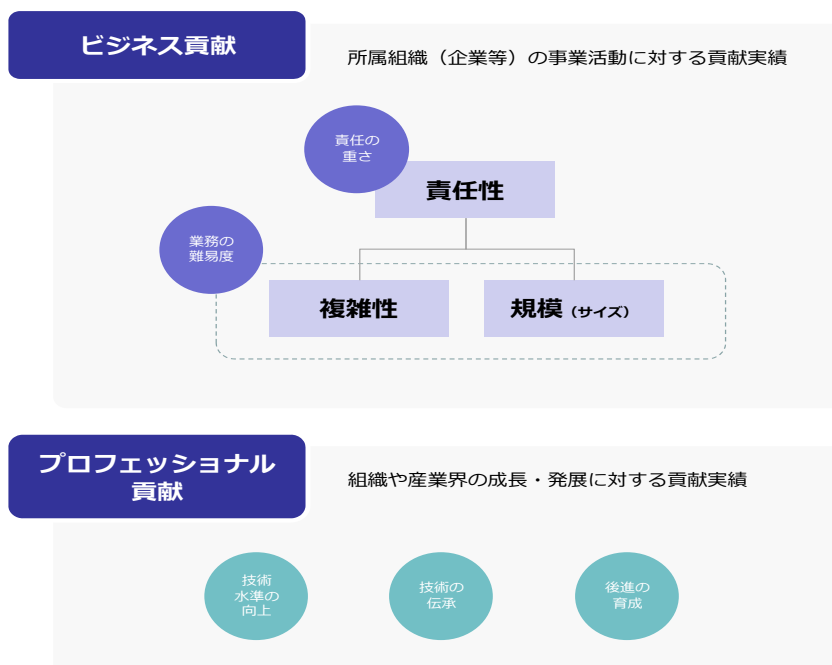 ビジネス貢献
所属組織（企業等）の事業活動に対する貢献実績
責任の
重さ
責任性
業務の
難易度
複雑性
規模（サイズ）
プロフェッショナル
貢献
組織や産業界の成長・発展に対する貢献実績
技術
水準の
向上
技術の
伝承
後進の
育成